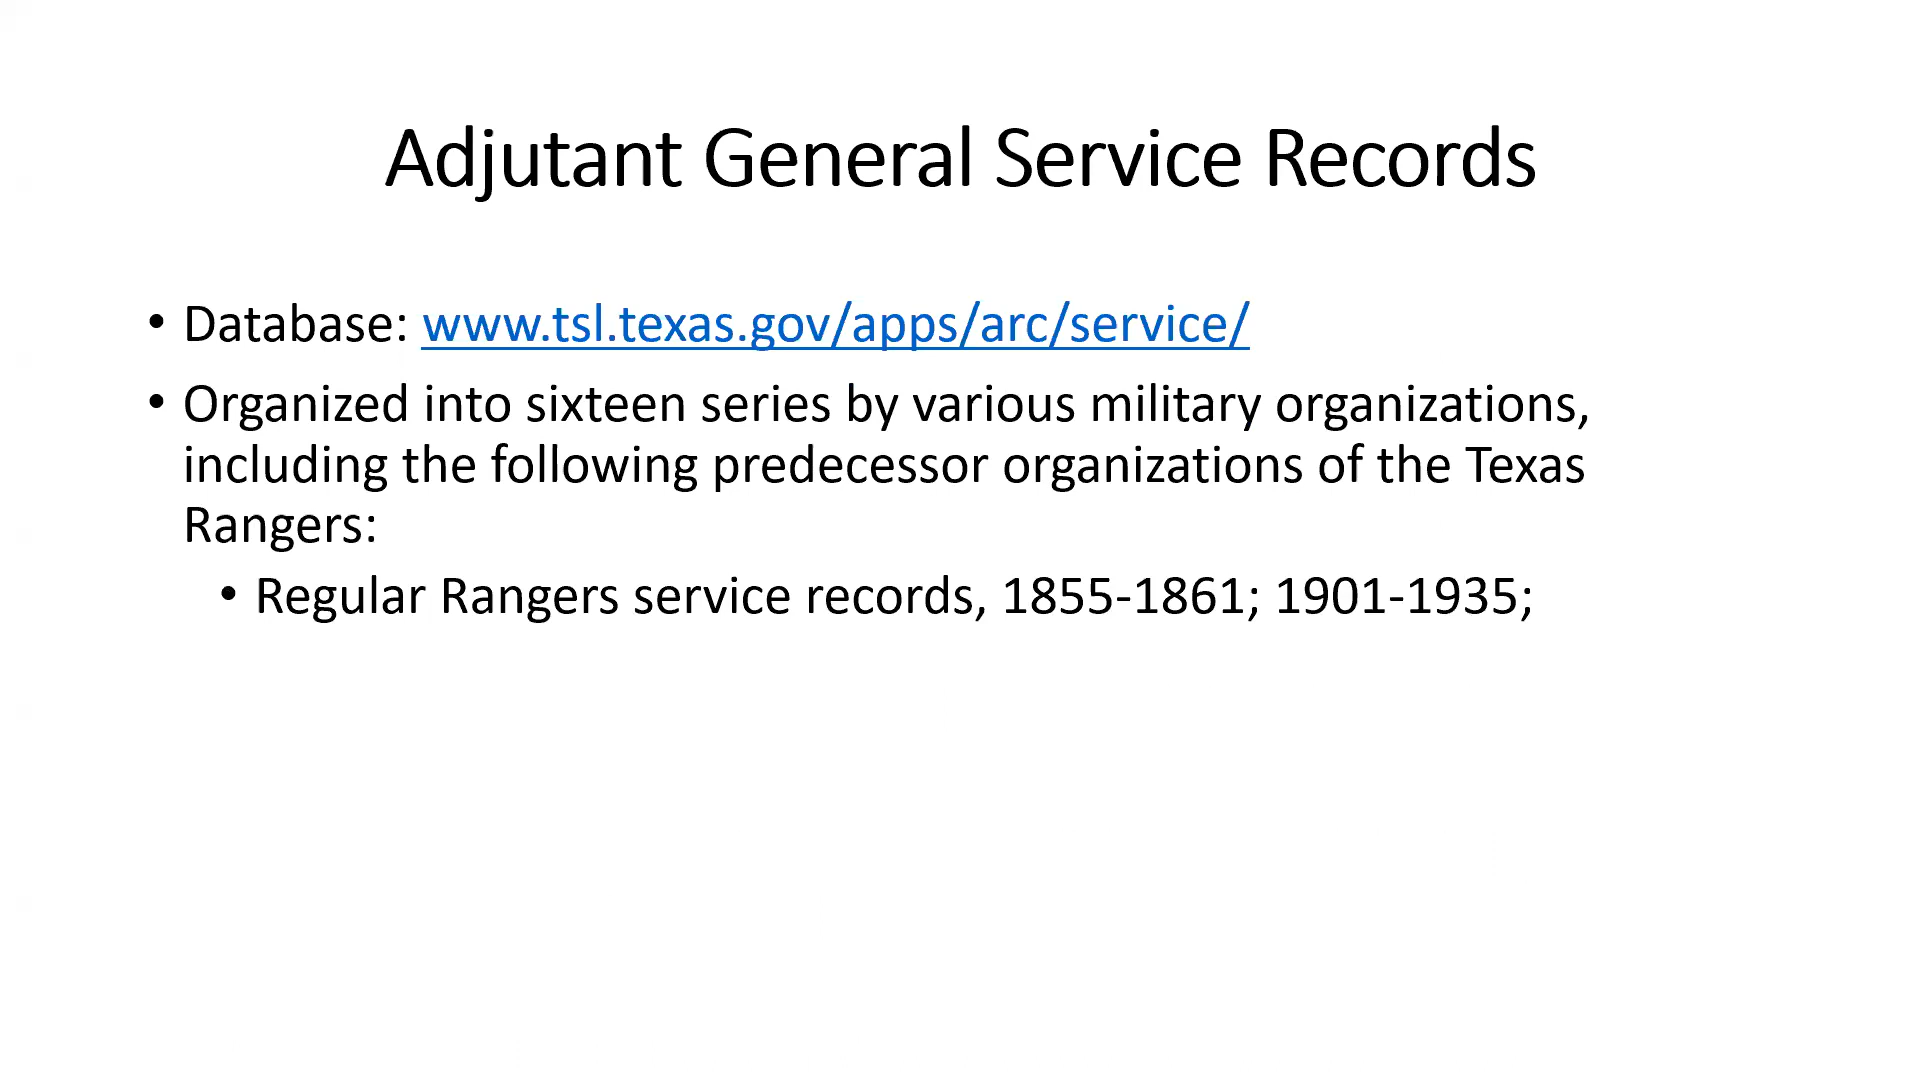 Adjutant General Service Records
• Database: www.tsl.texas.gov/apps/arc/service/
• Organized into sixteen series by various military organizations,
including the following predecessor organizations of the Texas
Rangers:
• Regular Rangers service records, 1855-1861; 1901-1935;